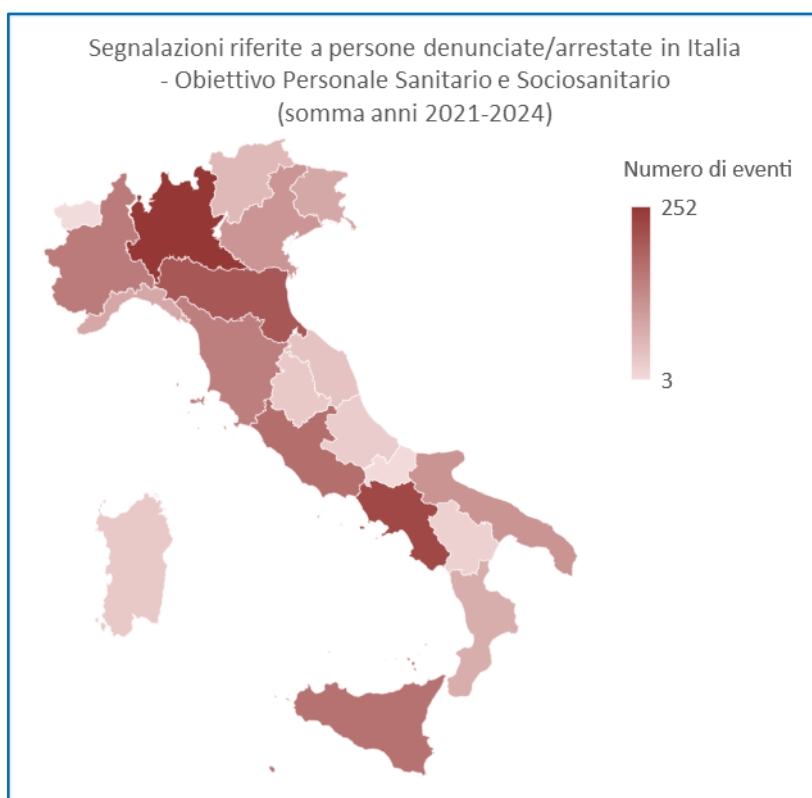 Segnalazioni riferite a persone denunciate/arrestate in Italia
- Obiettivo Personale Sanitario e Sociosanitario
(somma anni 2021-2024)
Numero di eventi
252
3